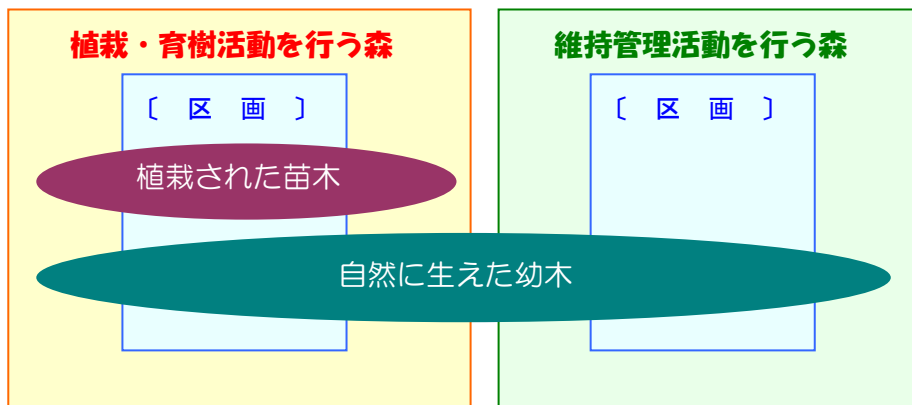 植栽・育樹活動を行う森
維持管理活動を行う森
〔 区 画 〕
〔 区 画 〕
植栽された苗木
自然に生えた幼木